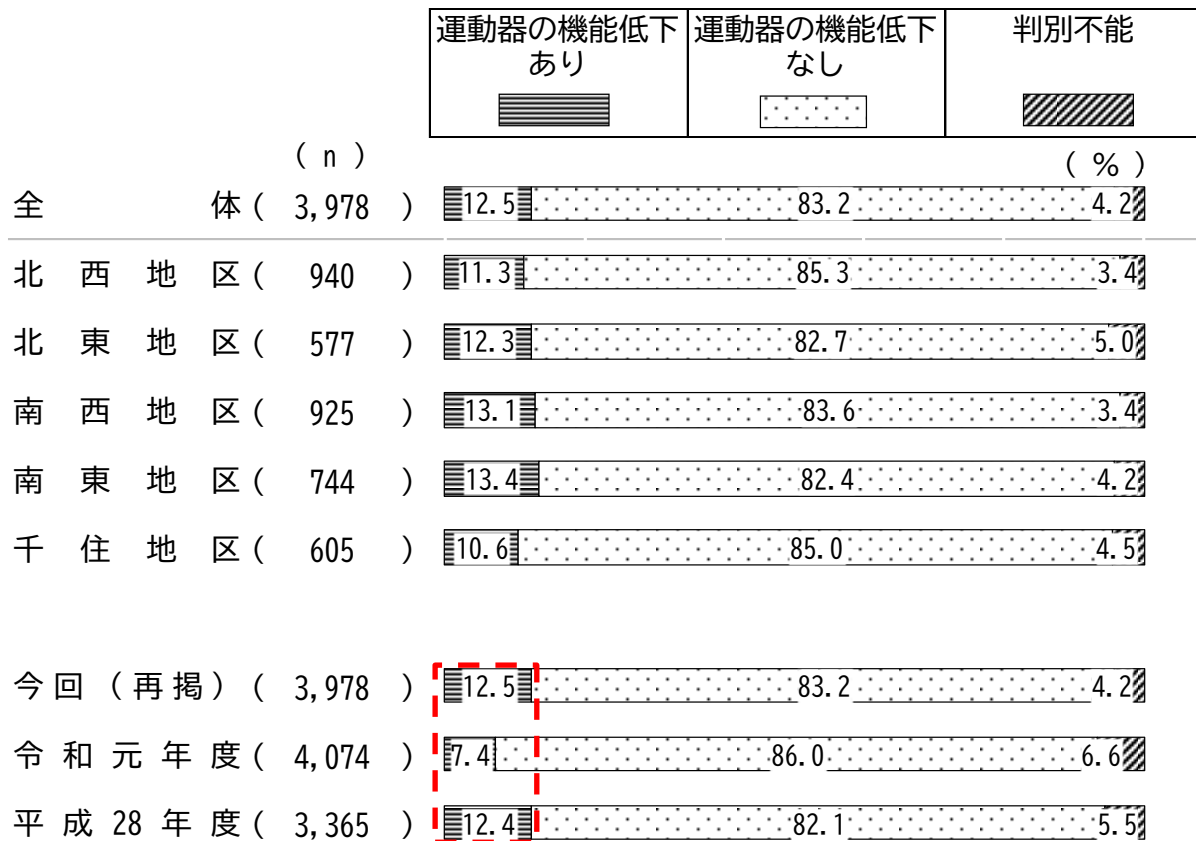 運動器の機能低下あり 運動器の機能低下なし 判別不能
(n) (%)
全体( 3,978 ) 12.5 83.2 4.2
北西地区( 940 ) 11.3 85.3 3.4
北東地区( 577 ) 12.3 82.7 5.0
南西地区( 925 ) 13.1 83.6 3.4
南東地区( 744 ) 13.4 82.4 4.2
千住地区( 605 ) 10.6 85.0 4.5
今回(再掲)( 3,978 ) 12.5 83.2 4.2
令和元年度( 4,074 ) 7.4 86.0 6.6
平成28年度( 3,365 ) 12.4 82.1 5.5